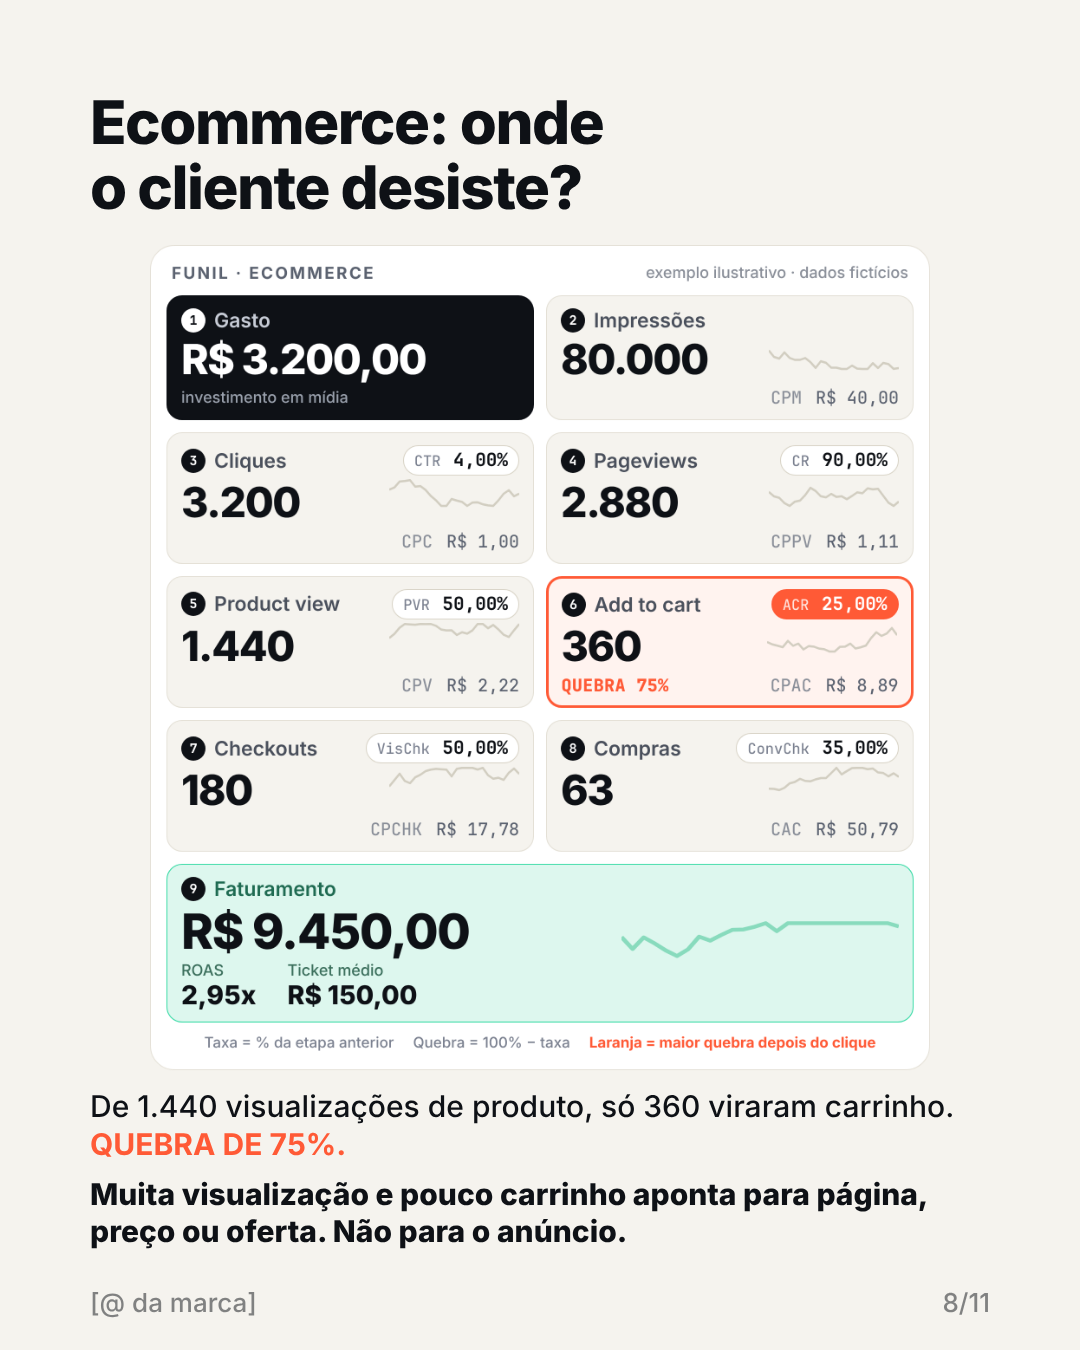 Ecommerce: onde
o cliente desiste?
FUNIL · ECOMMERCE
exemplo ilustrativo · dados fictícios
1 Gasto
R$ 3.200,00
investimento em mídia
2 Impressões
80.000
CPM R$ 40,00
3 Cliques
CTR 4,00%
3.200
CPC R$ 1,00
4 Pageviews
CR 90,00%
2.880
CPPV R$ 1,11
5 Product view
PVR 50,00%
1.440
CPV R$ 2,22
6 Add to cart
ACR 25,00%
360
QUEBRA 75%
CPAC R$ 8,89
7 Checkouts
VisChk 50,00%
180
CPCHK R$ 17,78
8 Compras
ConvChk 35,00%
63
CAC R$ 50,79
9 Faturamento
R$ 9.450,00
ROAS
2,95x
Ticket médio
R$ 150,00
Taxa = % da etapa anterior Quebra = 100% − taxa Laranja = maior quebra depois do clique
De 1.440 visualizações de produto, só 360 viraram carrinho.
QUEBRA DE 75%.
Muita visualização e pouco carrinho aponta para página,
preço ou oferta. Não para o anúncio.
[@ da marca]
8/11